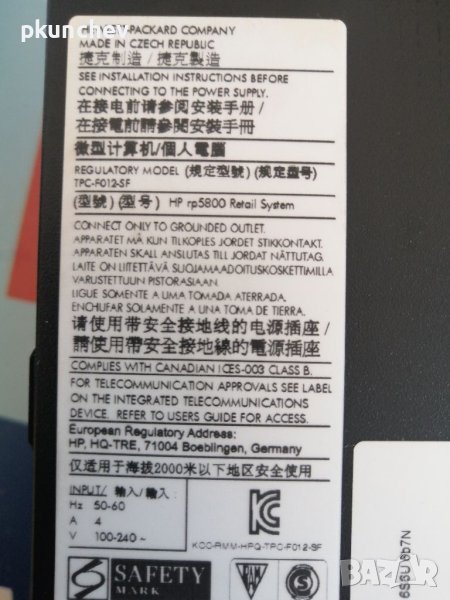 pkunchev
-PACKARD COMPANY
MADE IN CZECH REPUBLIC
捷克制造 / 捷克製造
SEE INSTALLATION INSTRUCTIONS BEFORE
CONNECTING TO THE POWER SUPPLY.
在接电前请参阅安装手册 /
在接電前請參閱安裝手冊
微型计算机/個人電腦
REGULATORY MODEL (規定型號) (规定型号)
TPC-F012-SF
(型號) (型号) HP rp5800 Retail System
CONNECT ONLY TO GROUNDED OUTLET.
APPARATET MÅ KUN TILKOPLES JORDET STIKKONTAKT.
APPARATEN SKALL ANSLUTAS TILL JORDAT NÄTTUTAG.
LAITE ON LIITETTÄVÄ SUOJAMAADOITUSKOSKETTIMILLA
VARUSTETTUUN PISTORASIAAN.
LIGUE SOMENTE A UMA TOMADA ATERRADA.
ENCHUFAR SOLAMENTE A UNA TOMA DE TIERRA.
请使用带安全接地线的电源插座 /
請使用帶安全接地線的電源插座
COMPLIES WITH CANADIAN ICES-003 CLASS B.
FOR TELECOMMUNICATION APPROVALS SEE LABEL
ON THE INTEGRATED TELECOMMUNICATIONS
DEVICE. REFER TO USERS GUIDE FOR ACCESS.
European Regulatory Address:
HP, HQ-TRE, 71004 Boeblingen, Germany
仅适用于海拔2000米以下地区安全使用
INPUT/ 输入/ 輸入 :
Hz 50-60
A 4
V 100-240 ~
KCC-RMM-HPQ-TPC-F012-SF
SAFETY
MARK
S
BAZAR